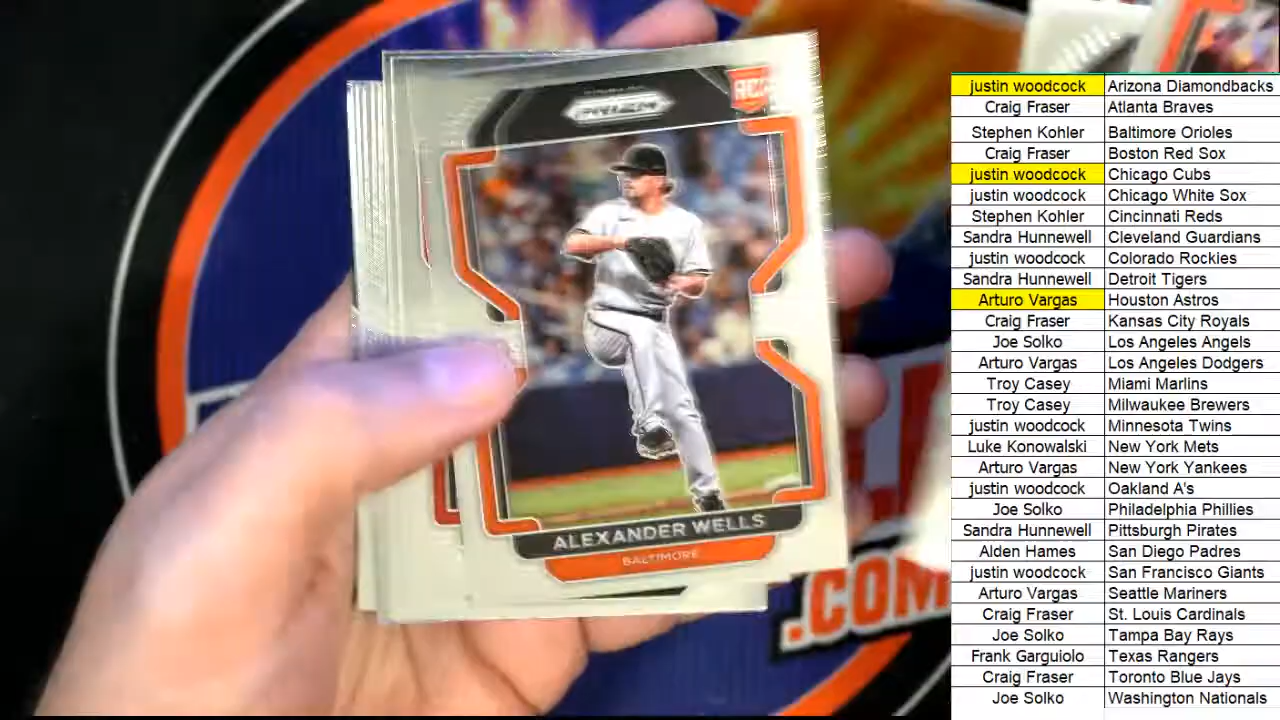 PRIZM
RC
ALEXANDER WELLS
BALTIMORE
.COM
justin woodcock Arizona Diamondbacks
Craig Fraser Atlanta Braves
Stephen Kohler Baltimore Orioles
Craig Fraser Boston Red Sox
justin woodcock Chicago Cubs
justin woodcock Chicago White Sox
Stephen Kohler Cincinnati Reds
Sandra Hunnewell Cleveland Guardians
justin woodcock Colorado Rockies
Sandra Hunnewell Detroit Tigers
Arturo Vargas Houston Astros
Craig Fraser Kansas City Royals
Joe Solko Los Angeles Angels
Arturo Vargas Los Angeles Dodgers
Troy Casey Miami Marlins
Troy Casey Milwaukee Brewers
justin woodcock Minnesota Twins
Luke Konowalski New York Mets
Arturo Vargas New York Yankees
justin woodcock Oakland A's
Joe Solko Philadelphia Phillies
Sandra Hunnewell Pittsburgh Pirates
Alden Hames San Diego Padres
justin woodcock San Francisco Giants
Arturo Vargas Seattle Mariners
Craig Fraser St. Louis Cardinals
Joe Solko Tampa Bay Rays
Frank Garguiolo Texas Rangers
Craig Fraser Toronto Blue Jays
Joe Solko Washington Nationals